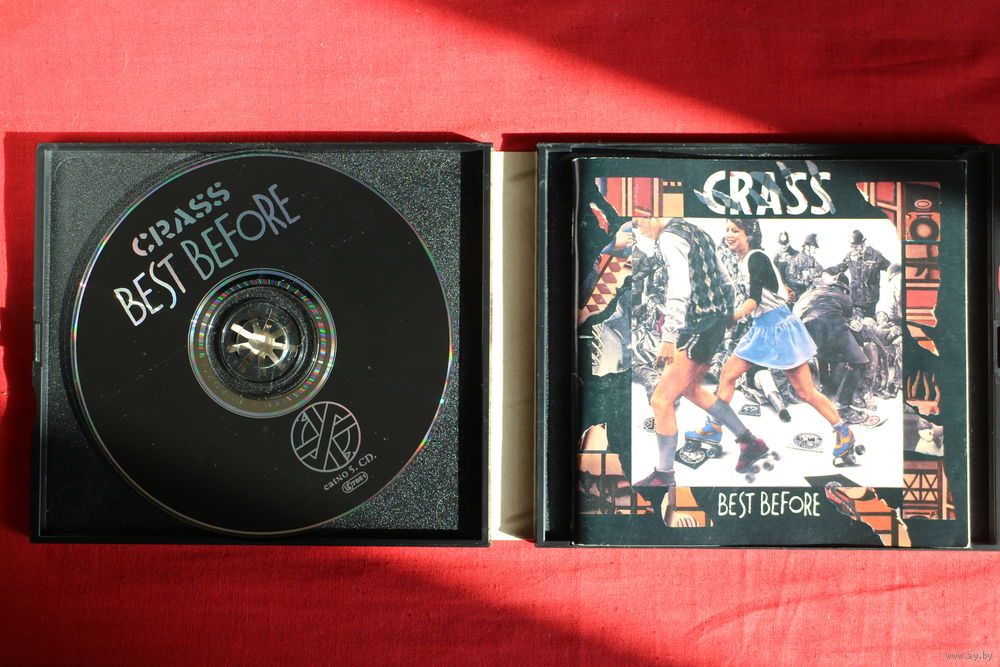 CRASS
BEST BEFORE
catno 5. CD.
CRASS
BEST BEFORE
www.ay.by